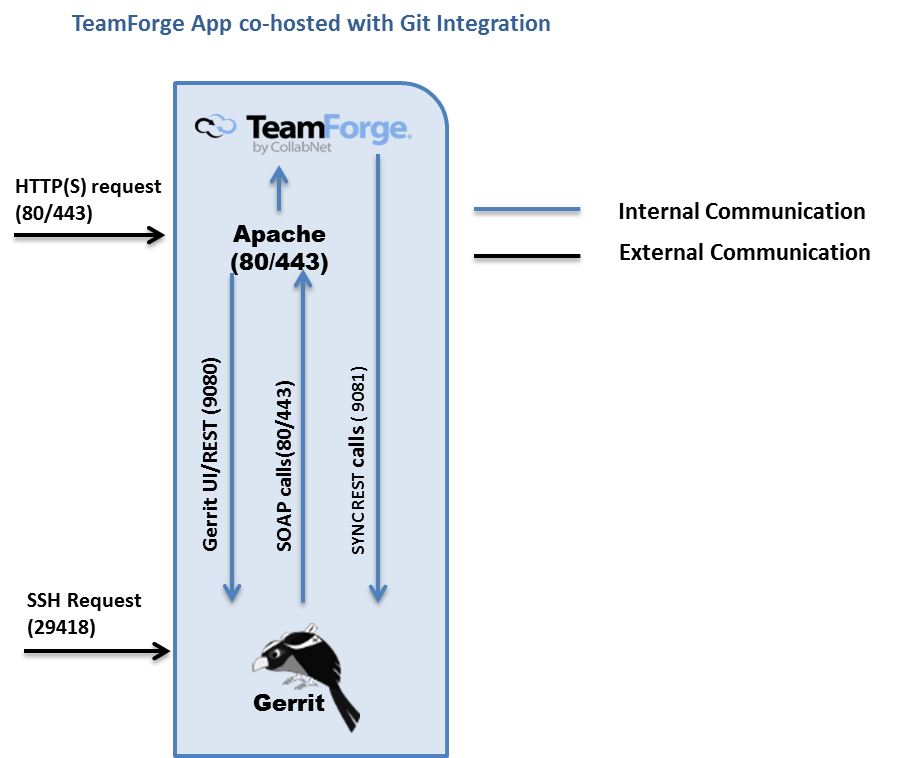 TeamForge App co-hosted with Git Integration
TeamForge.
by CollabNet
HTTP(S) request
(80/443)
Apache
(80/443)
Internal Communication
External Communication
Gerrit UI/REST (9080)
SOAP calls(80/443)
SYNCREST calls ( 9081)
SSH Request
(29418)
Gerrit